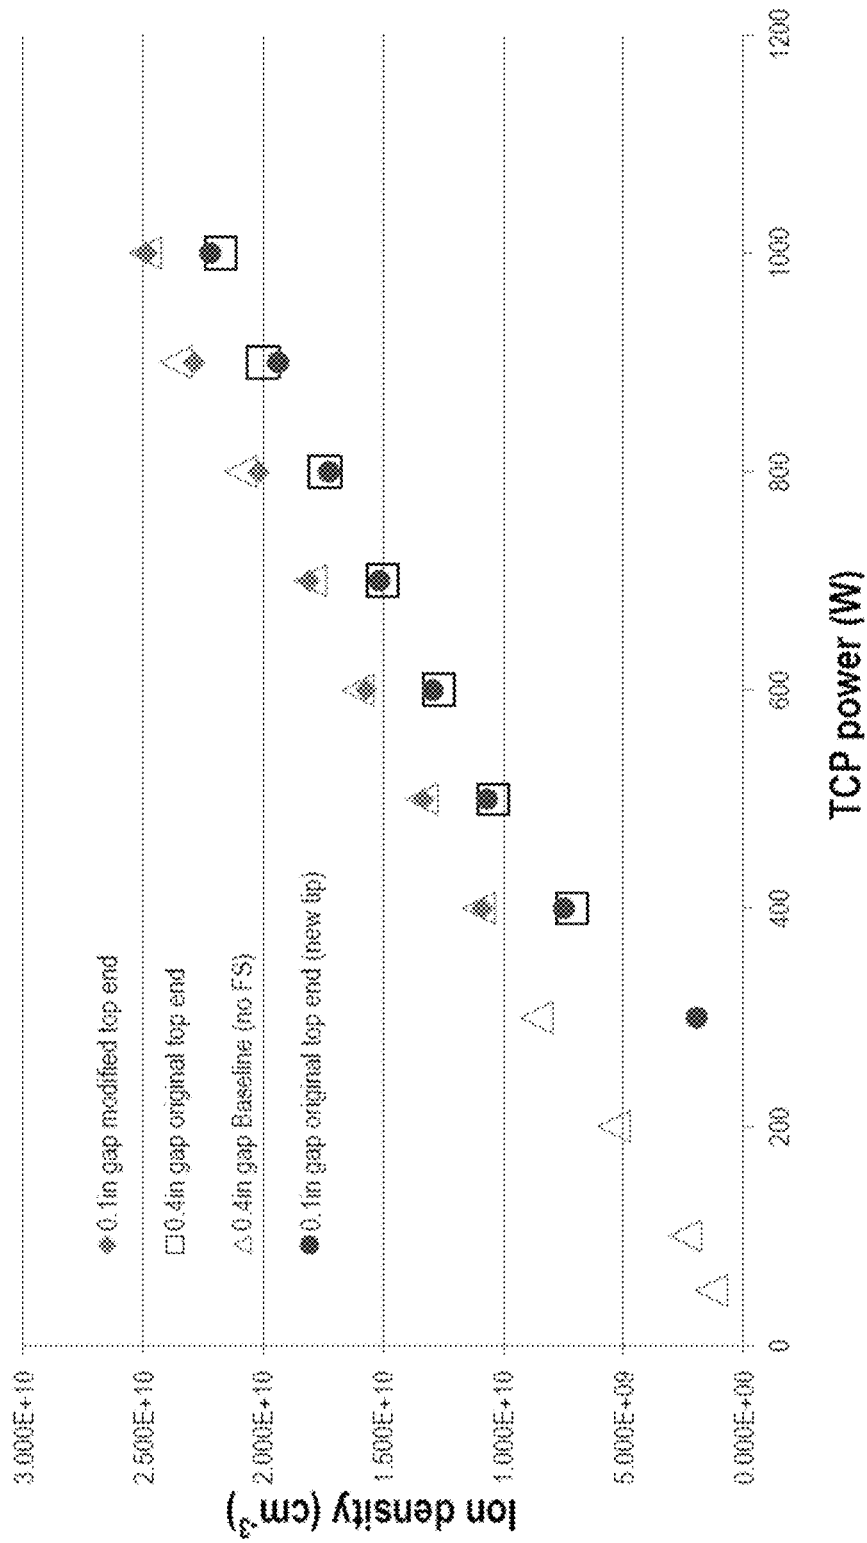 3.000E+10
2.500E+10
2.000E+10
1.500E+10
1.000E+10
5.000E+09
0.000E+00
Ion density (cm-3)
0.1in gap modified top end
0.4in gap original top end
0.4in gap Baseline (no FS)
0.1in gap original top end (new tip)
0
200
400
600
800
1000
1200
TCP power (W)